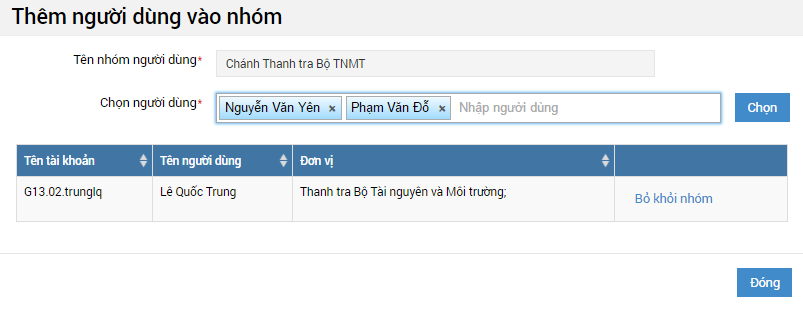 Thêm người dùng vào nhóm
Tên nhóm người dùng* Chánh Thanh tra Bộ TNMT
Chọn người dùng* Nguyễn Văn Yên × Phạm Văn Đỗ × Nhập người dùng Chọn
Tên tài khoản Tên người dùng Đơn vị
G13.02.trunglq Lê Quốc Trung Thanh tra Bộ Tài nguyên và Môi trường; Bỏ khỏi nhóm
Đóng